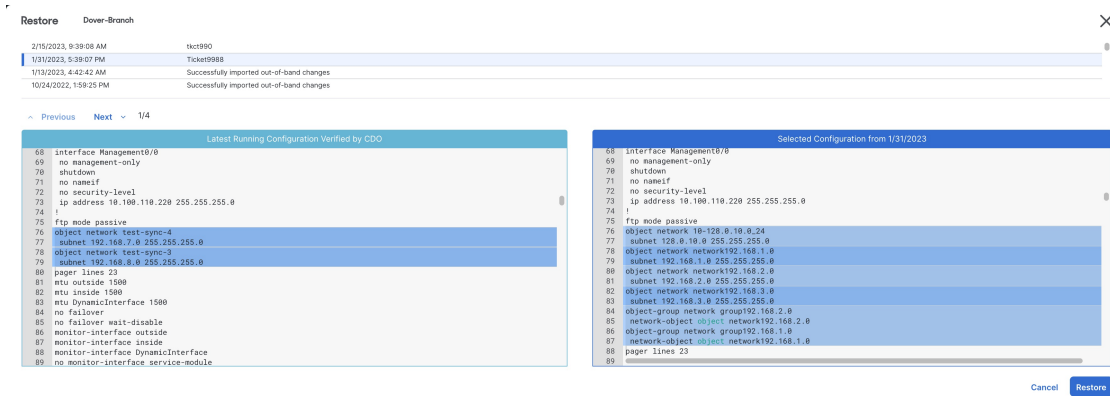 Restore Dover-Branch
2/15/2023, 9:39:08 AM tkct990
1/31/2023, 5:39:07 PM Ticket9988
1/13/2023, 4:42:42 AM Successfully imported out-of-band changes
10/24/2022, 1:59:25 PM Successfully imported out-of-band changes
Previous Next 1/4
Latest Running Configuration Verified by CDO
68 interface Management0/0
69 no management-only
70 shutdown
71 no nameif
72 no security-level
73 ip address 10.100.110.220 255.255.255.0
74 !
75 ftp mode passive
76 object network test-sync-4
77 subnet 192.168.7.0 255.255.255.0
78 object network test-sync-3
79 subnet 192.168.8.0 255.255.255.0
80 pager lines 23
81 mtu outside 1500
82 mtu inside 1500
83 mtu DynamicInterface 1500
84 no failover
85 no failover wait-disable
86 monitor-interface outside
87 monitor-interface inside
88 monitor-interface DynamicInterface
89 no monitor-interface service-module
Selected Configuration from 1/31/2023
68 interface Management0/0
69 no management-only
70 shutdown
71 no nameif
72 no security-level
73 ip address 10.100.110.220 255.255.255.0
74 !
75 ftp mode passive
76 object network 10-128.0.10.0_24
77 subnet 128.0.10.0 255.255.255.0
78 object network network192.168.1.0
79 subnet 192.168.1.0 255.255.255.0
80 object network network192.168.2.0
81 subnet 192.168.2.0 255.255.255.0
82 object network network192.168.3.0
83 subnet 192.168.3.0 255.255.255.0
84 object-group network group192.168.2.0
85 network-object object network192.168.2.0
86 object-group network group192.168.1.0
87 network-object object network192.168.1.0
88 pager lines 23
89
Cancel Restore